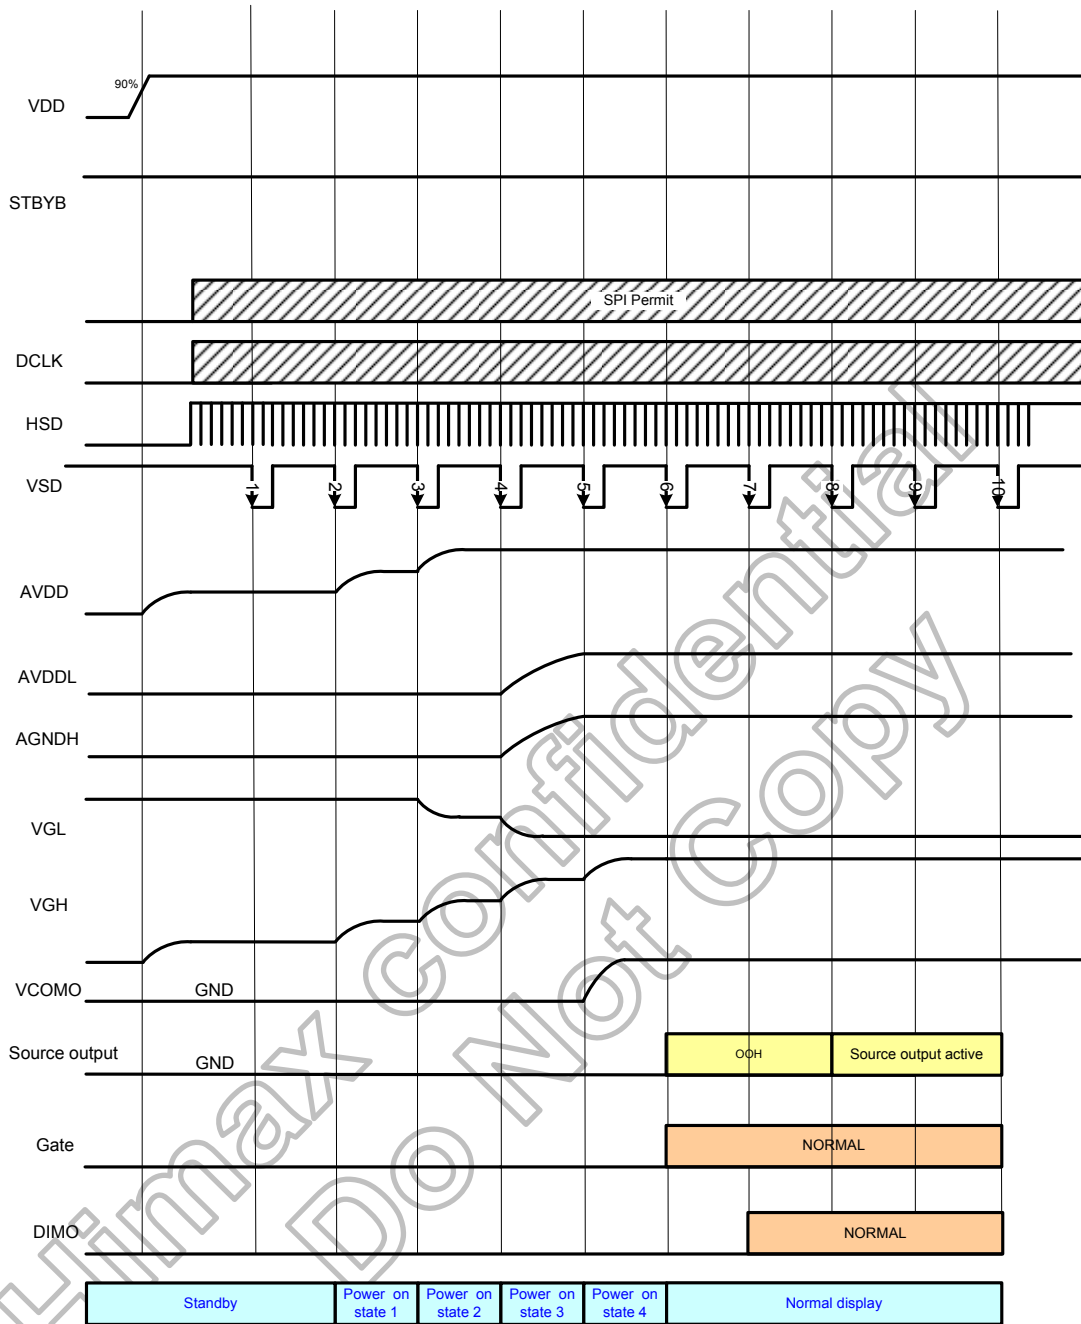 90%
VDD
STBYB
SPI Permit
DCLK
HSD
VSD
1 2 3 4 5 6 7 8 9 10
AVDD
AVDDL
AGNDH
VGL
VGH
VCOMO GND
Source output GND OOH Source output active
Gate NORMAL
DIMO NORMAL
Standby
Power on
state 1
Power on
state 2
Power on
state 3
Power on
state 4
Normal display
Himax confidential
Do Not Copy